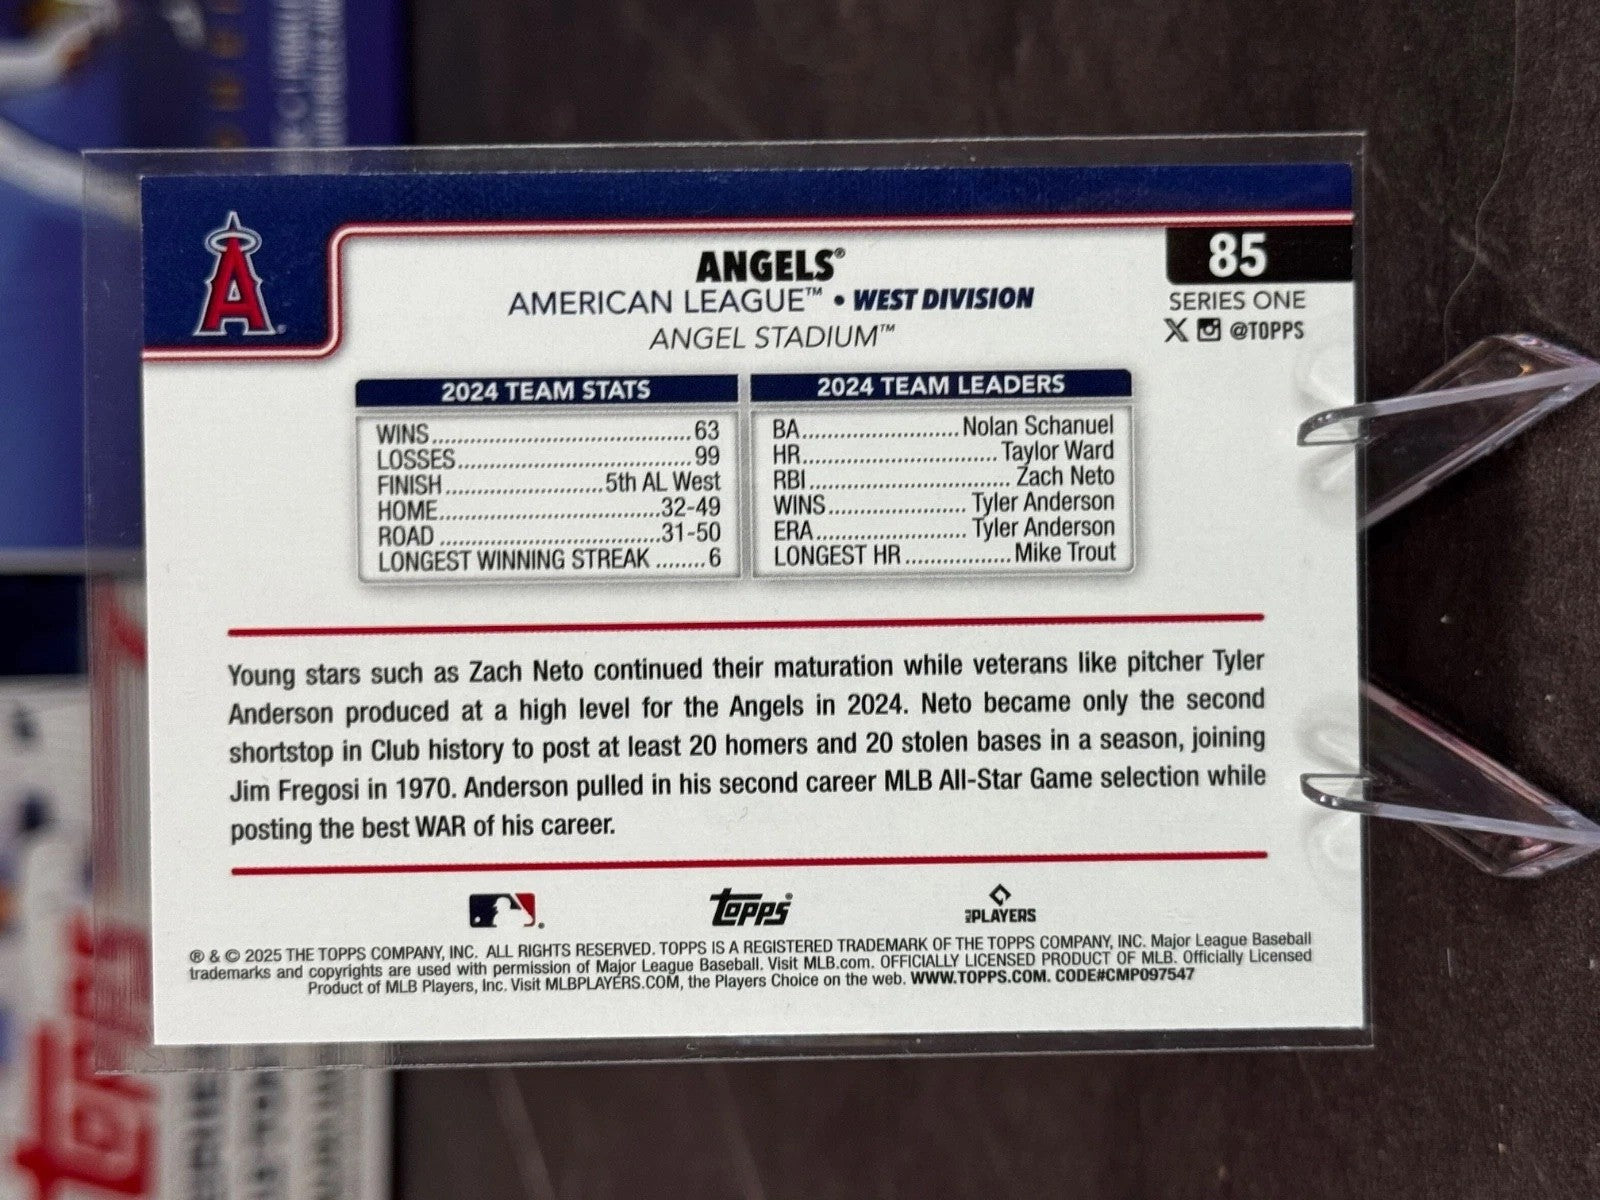 ANGELS®
AMERICAN LEAGUE™ • WEST DIVISION
ANGEL STADIUM™
85
SERIES ONE
@TOPPS
2024 TEAM STATS
WINS..........63
LOSSES..........99
FINISH..........5th AL West
HOME..........32-49
ROAD..........31-50
LONGEST WINNING STREAK ........6
2024 TEAM LEADERS
BA..........Nolan Schanuel
HR..........Taylor Ward
RBI..........Zach Neto
WINS..........Tyler Anderson
ERA..........Tyler Anderson
LONGEST HR..........Mike Trout
Young stars such as Zach Neto continued their maturation while veterans like pitcher Tyler
Anderson produced at a high level for the Angels in 2024. Neto became only the second
shortstop in Club history to post at least 20 homers and 20 stolen bases in a season, joining
Jim Fregosi in 1970. Anderson pulled in his second career MLB All-Star Game selection while
posting the best WAR of his career.
Topps®
MLB PLAYERS
® & © 2025 THE TOPPS COMPANY, INC. ALL RIGHTS RESERVED. TOPPS IS A REGISTERED TRADEMARK OF THE TOPPS COMPANY, INC. Major League Baseball
trademarks and copyrights are used with permission of Major League Baseball. Visit MLB.com. OFFICIALLY LICENSED PRODUCT OF MLB. Officially Licensed
Product of MLB Players, Inc. Visit MLBPLAYERS.COM, the Players Choice on the web. WWW.TOPPS.COM. CODE#CMP097547
Topps